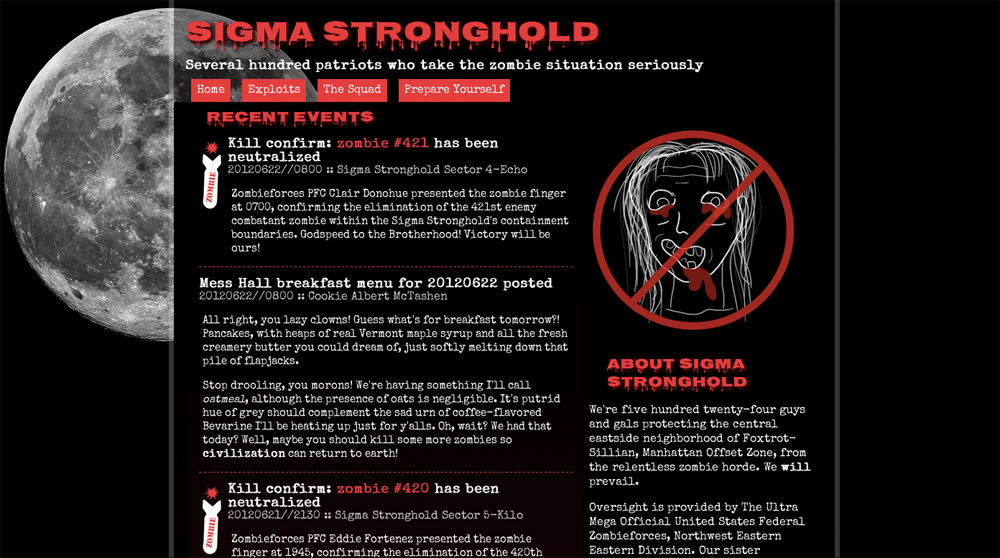 SIGMA STRONGHOLD
Several hundred patriots who take the zombie situation seriously
Home
Exploits
The Squad
Prepare Yourself
RECENT EVENTS
ZOMBIE
Kill confirm: zombie #421 has been
neutralized
20120622//0800 :: Sigma Stronghold Sector 4-Echo
Zombieforces PFC Clair Donohue presented the zombie finger
at 0700, confirming the elimination of the 421st enemy
combatant zombie within the Sigma Stronghold's containment
boundaries. Godspeed to the Brotherhood! Victory will be
ours!
Mess Hall breakfast menu for 20120622 posted
20120622//0800 :: Cookie Albert McTashen
All right, you lazy clowns! Guess what's for breakfast tomorrow?!
Pancakes, with heaps of real Vermont maple syrup and all the fresh
creamery butter you could dream of, just softly melting down that
pile of flapjacks.
Stop drooling, you morons! We're having something I'll call
oatmeal, although the presence of oats is negligible. It's putrid
hue of grey should complement the sad urn of coffee-flavored
Bevarine I'll be heating up just for y'alls. Oh, wait? We had that
today? Well, maybe you should kill some more zombies so
civilization can return to earth!
ZOMBIE
Kill confirm: zombie #420 has been
neutralized
20120621//2130 :: Sigma Stronghold Sector 5-Kilo
Zombieforces PFC Eddie Fortenez presented the zombie
finger at 1945, confirming the elimination of the 420th
ABOUT SIGMA
STRONGHOLD
We're five hundred twenty-four guys
and gals protecting the central
eastside neighborhood of Foxtrot-
Sillian, Manhattan Offset Zone, from
the relentless zombie horde. We will
prevail.
Oversight is provided by The Ultra
Mega Official United States Federal
Zombieforces, Northwest Eastern
Eastern Division. Our sister